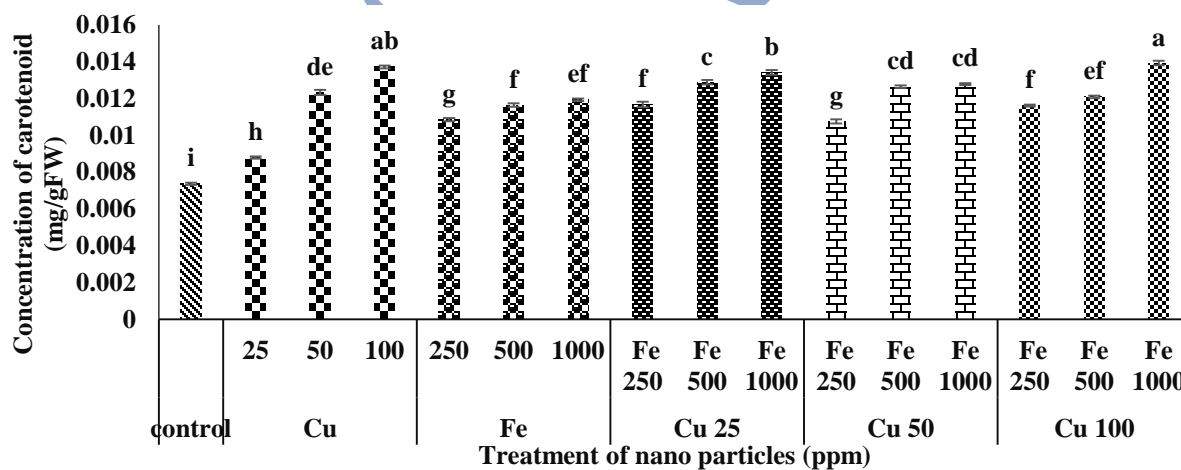 Concentration of carotenoid
(mg/gFW)
0.016
0.014
0.012
0.01
0.008
0.006
0.004
0.002
0
i
h
de
ab
g
f
ef
f
c
b
g
cd
cd
f
ef
a
25 50 100 250 500 1000 Fe Fe Fe Fe Fe Fe Fe Fe Fe
250 500 1000 250 500 1000 250 500 1000
control Cu Fe Cu 25 Cu 50 Cu 100
Treatment of nano particles (ppm)